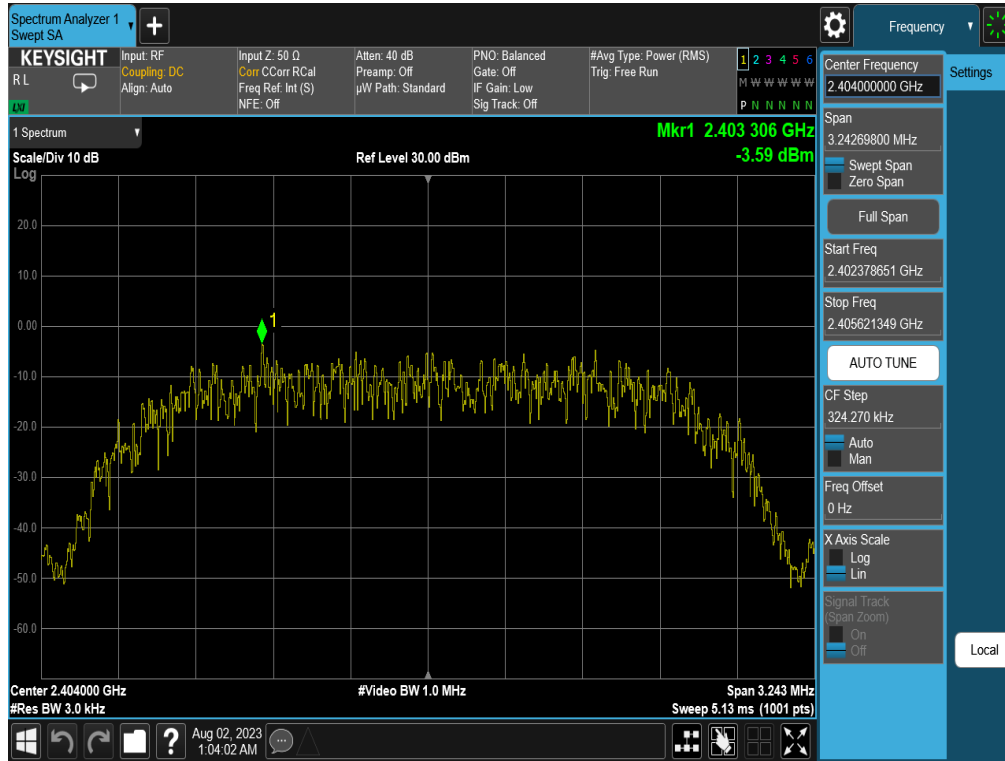 Spectrum Analyzer 1
Swept SA
Frequency
KEYSIGHT
R L
LXI
Input: RF
Coupling: DC
Align: Auto
Input Z: 50 Ω
Corr CCorr RCal
Freq Ref: Int (S)
NFE: Off
Atten: 40 dB
Preamp: Off
µW Path: Standard
PNO: Balanced
Gate: Off
IF Gain: Low
Sig Track: Off
#Avg Type: Power (RMS)
Trig: Free Run
1 2 3 4 5 6
M W W W W W
P N N N N N
1 Spectrum
Scale/Div 10 dB
Log
Ref Level 30.00 dBm
Mkr1 2.403 306 GHz
-3.59 dBm
1
20.0
10.0
0.00
-10.0
-20.0
-30.0
-40.0
-50.0
-60.0
Center 2.404000 GHz
#Res BW 3.0 kHz
#Video BW 1.0 MHz
Span 3.243 MHz
Sweep 5.13 ms (1001 pts)
Center Frequency
2.404000000 GHz
Span
3.24269800 MHz
Swept Span
Zero Span
Full Span
Start Freq
2.402378651 GHz
Stop Freq
2.405621349 GHz
AUTO TUNE
CF Step
324.270 kHz
Auto
Man
Freq Offset
0 Hz
X Axis Scale
Log
Lin
Signal Track
(Span Zoom)
On
Off
Settings
Local
?
Aug 02, 2023
1:04:02 AM